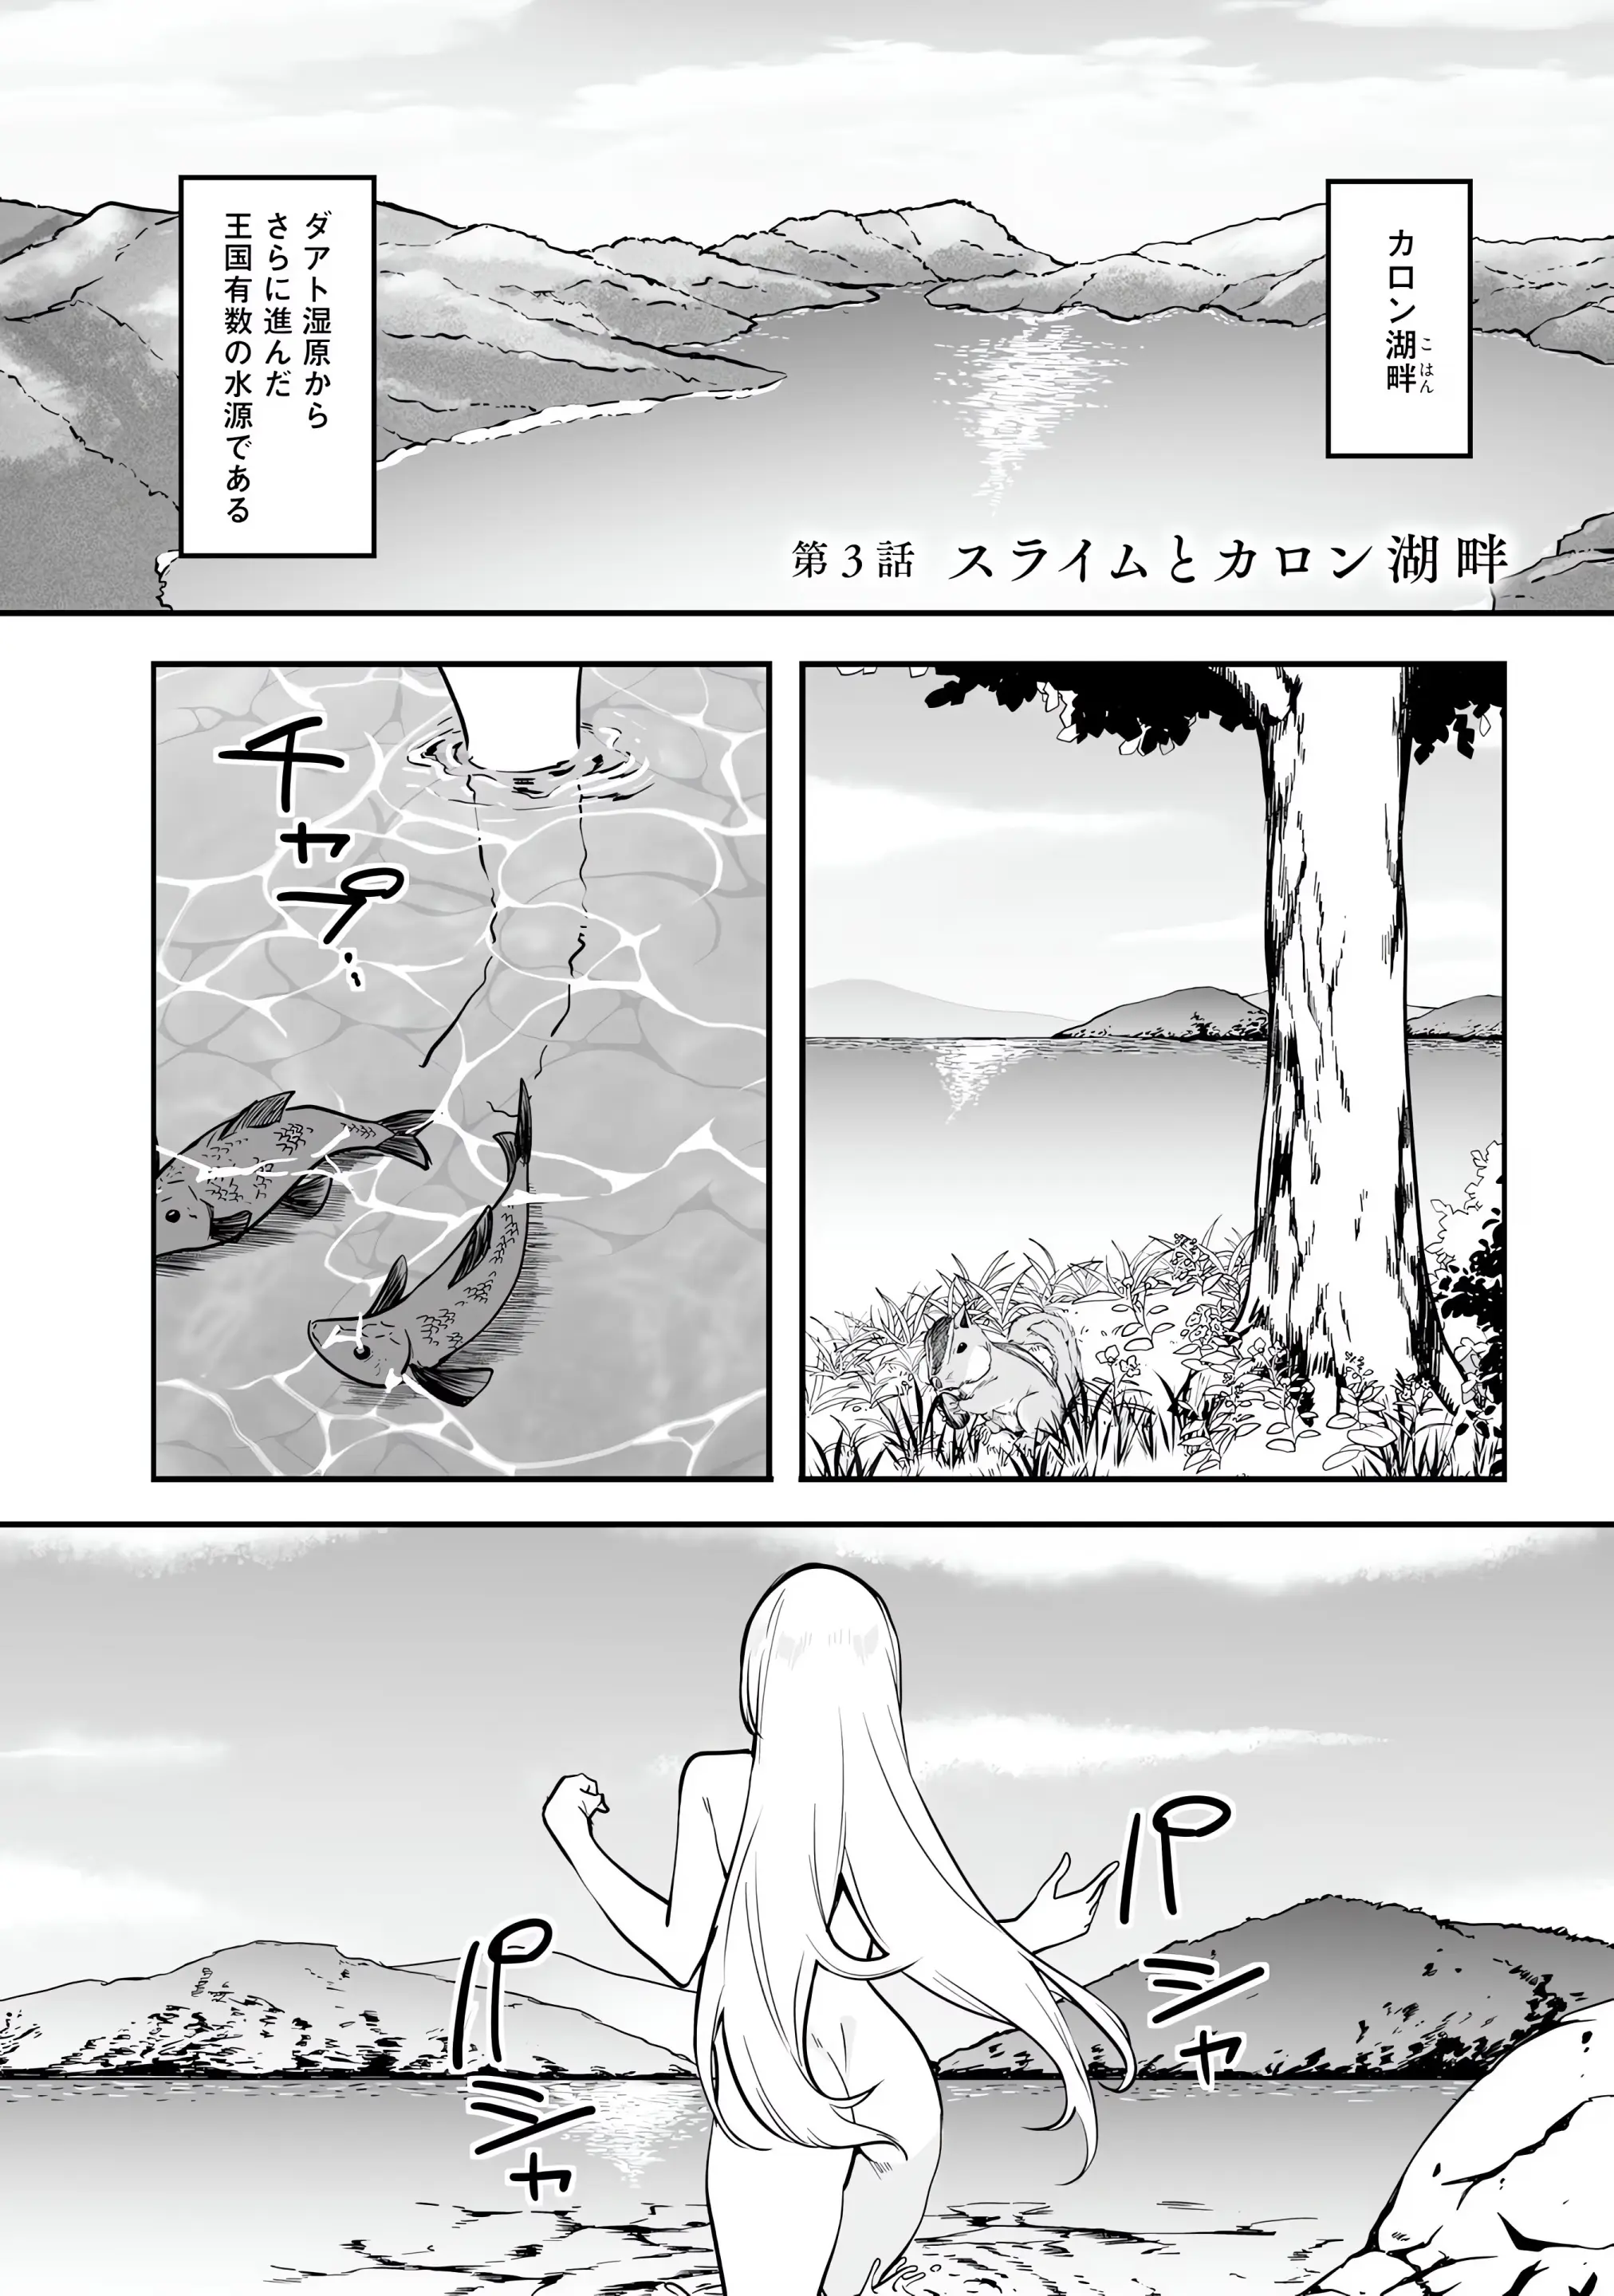 カロン湖畔
こはん
ダアト湿原から
さらに進んだ
王国有数の水源である
第3話 スライムとカロン湖畔
チャプ…
パシャ
パシャ